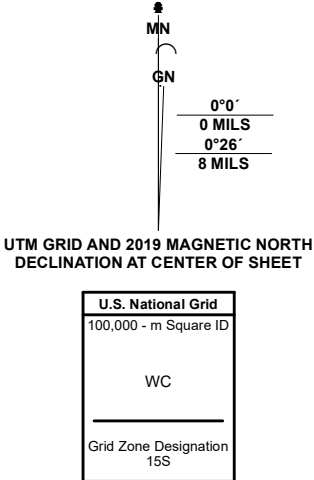 MN
GN
0°0´
0 MILS
0°26´
8 MILS
UTM GRID AND 2019 MAGNETIC NORTH
DECLINATION AT CENTER OF SHEET
U.S. National Grid
100,000 - m Square ID
WC
Grid Zone Designation
15S